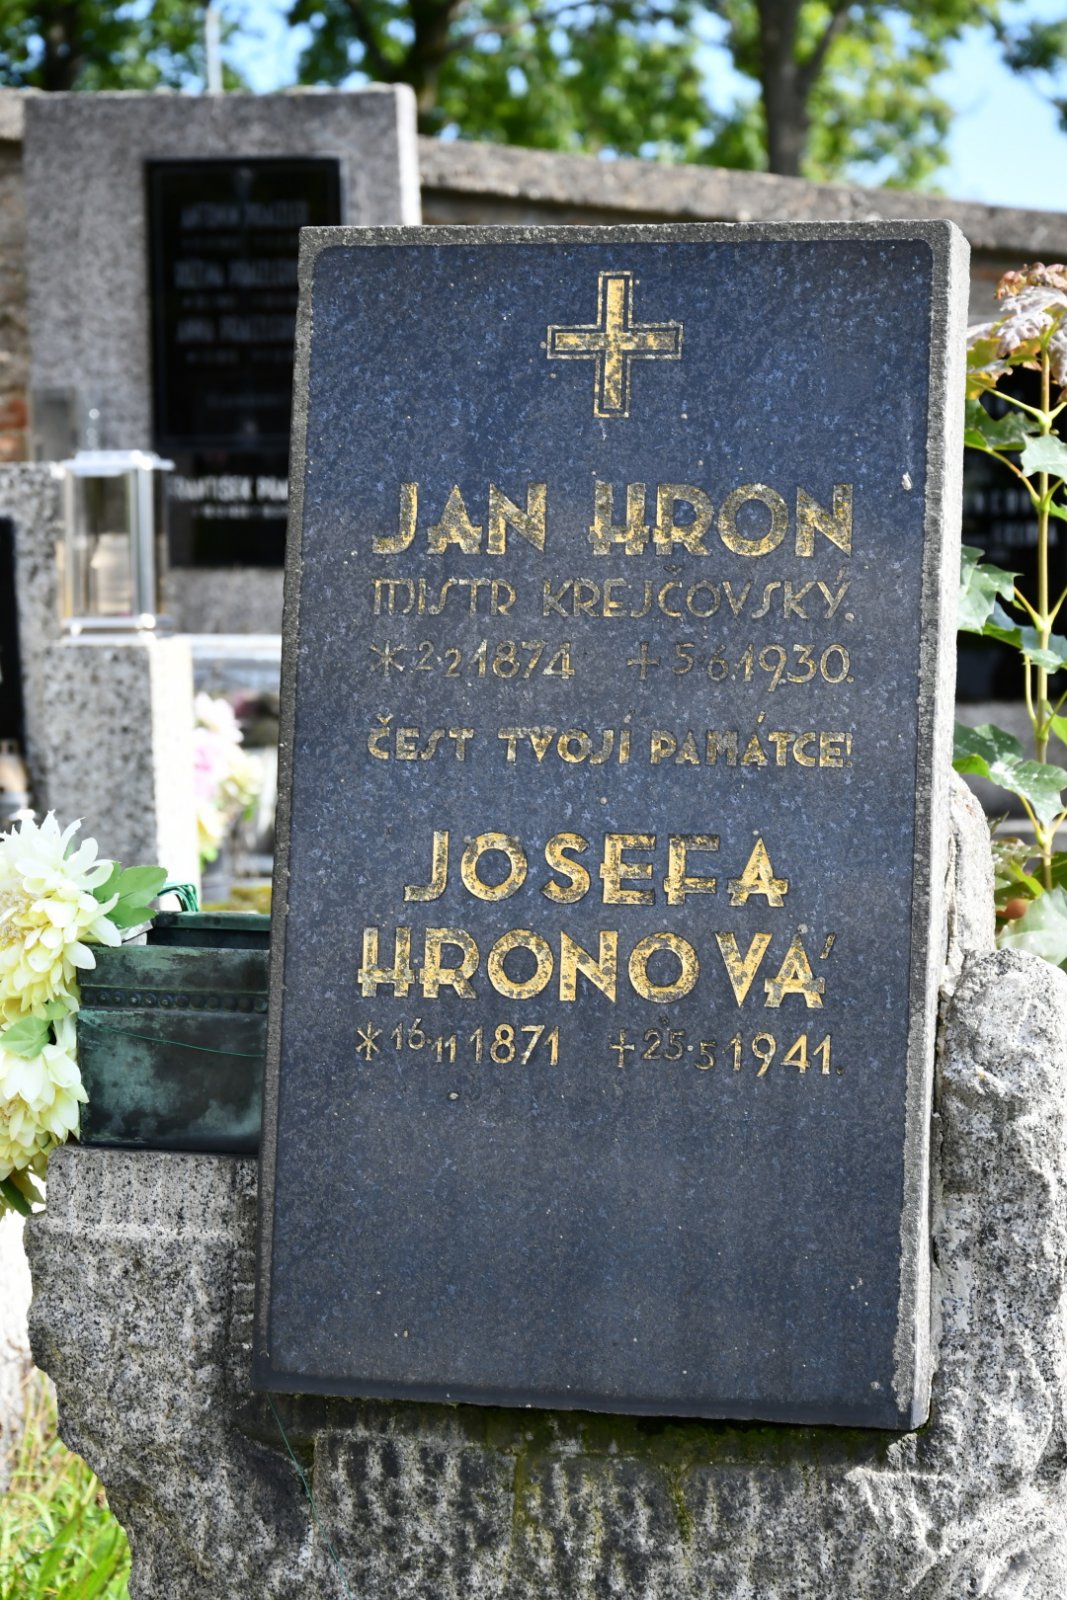 JAN HRON
MISTR KREJČOVSKÝ.
* 2.2.1874 + 5.6.1930.
ČEST TVOJÍ PAMÁTCE!
JOSEFA
HRONOVÁ
* 16.11.1871 + 25.5.1941.